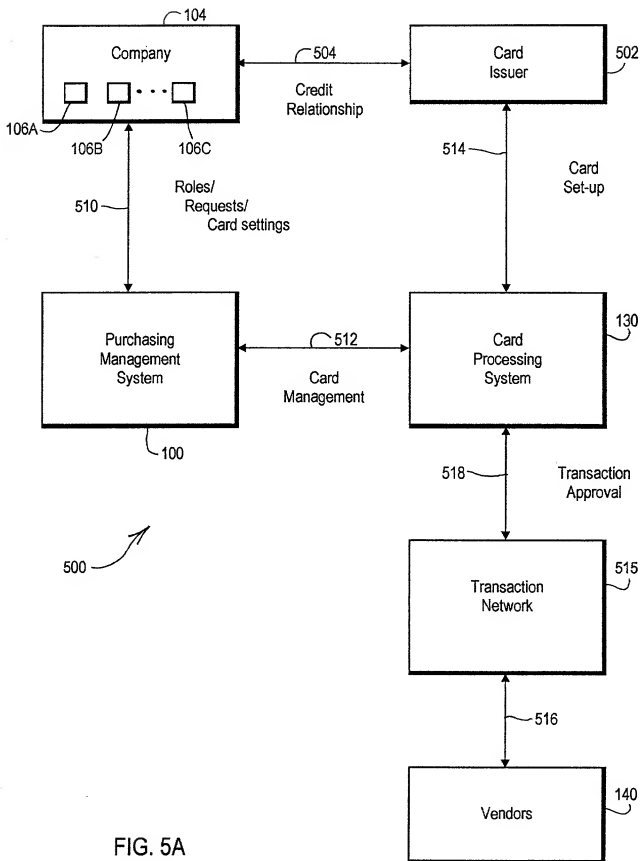 104
Company
504
Card
Issuer
502
106A
106B
106C
Credit
Relationship
510
Roles/
Requests/
Card settings
514
Card
Set-up
Purchasing
Management
System
512
Card
Management
Card
Processing
System
130
100
518
Transaction
Approval
500
Transaction
Network
515
516
Vendors
140
FIG. 5A